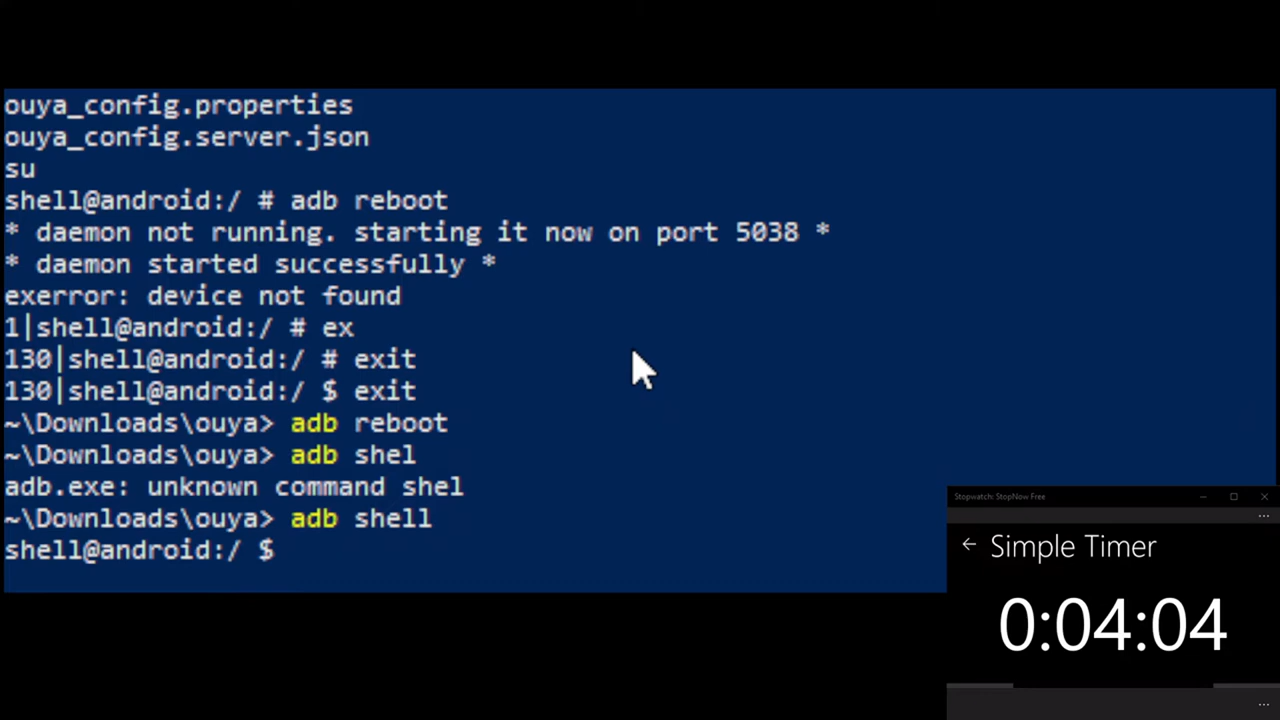 ouya_config.properties
ouya_config.server.json
su
shell@android:/ # adb reboot
* daemon not running. starting it now on port 5038 *
* daemon started successfully *
exerror: device not found
1|shell@android:/ # ex
130|shell@android:/ # exit
130|shell@android:/ $ exit
~\Downloads\ouya> adb reboot
~\Downloads\ouya> adb shel
adb.exe: unknown command shel
~\Downloads\ouya> adb shell
shell@android:/ $
Stopwatch: StopNow Free
Simple Timer
0:04:04